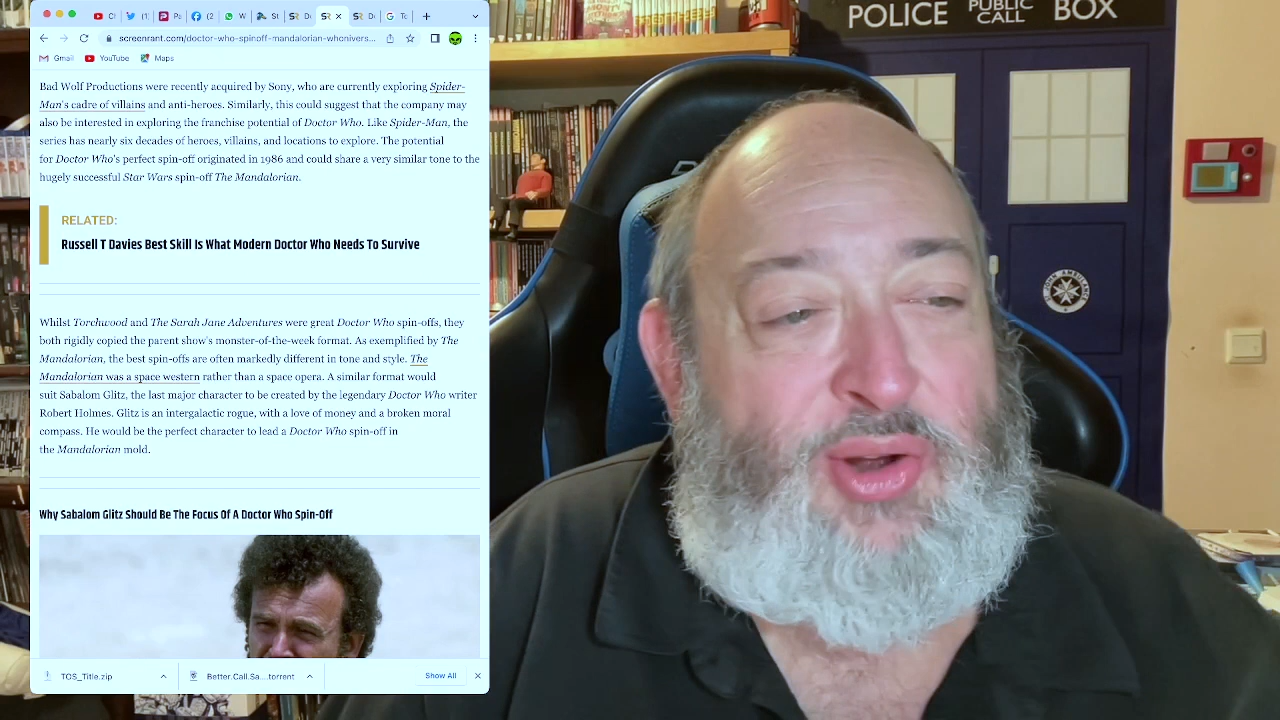 screenrant.com/doctor-who-spinoff-mandalorian-whonivers...
Gmail YouTube Maps
Bad Wolf Productions were recently acquired by Sony, who are currently exploring Spider-
Man's cadre of villains and anti-heroes. Similarly, this could suggest that the company may
also be interested in exploring the franchise potential of Doctor Who. Like Spider-Man, the
series has nearly six decades of heroes, villains, and locations to explore. The potential
for Doctor Who's perfect spin-off originated in 1986 and could share a very similar tone to the
hugely successful Star Wars spin-off The Mandalorian.
RELATED:
Russell T Davies Best Skill Is What Modern Doctor Who Needs To Survive
Whilst Torchwood and The Sarah Jane Adventures were great Doctor Who spin-offs, they
both broadly copied the parent show's monster-of-the-week format. As exemplified by The
Mandalorian, the best spin-offs are often markedly different in tone and style. The
Mandalorian was a space western rather than a space opera. A similar format would
suit Sabalom Glitz, the last major character to be created by the legendary Doctor Who writer
Robert Holmes. Glitz is an intergalactic rogue, with a love of money and a broken moral
compass. He would be the perfect character to lead a Doctor Who spin-off in
the Mandalorian mold.
Why Sabalom Glitz Should Be The Focus Of A Doctor Who Spin-Off
TOS_Title.zip
Better.Call.Sa....torrent
Show All
POLICE PUBLIC CALL BOX
ST JOHN AMBULANCE